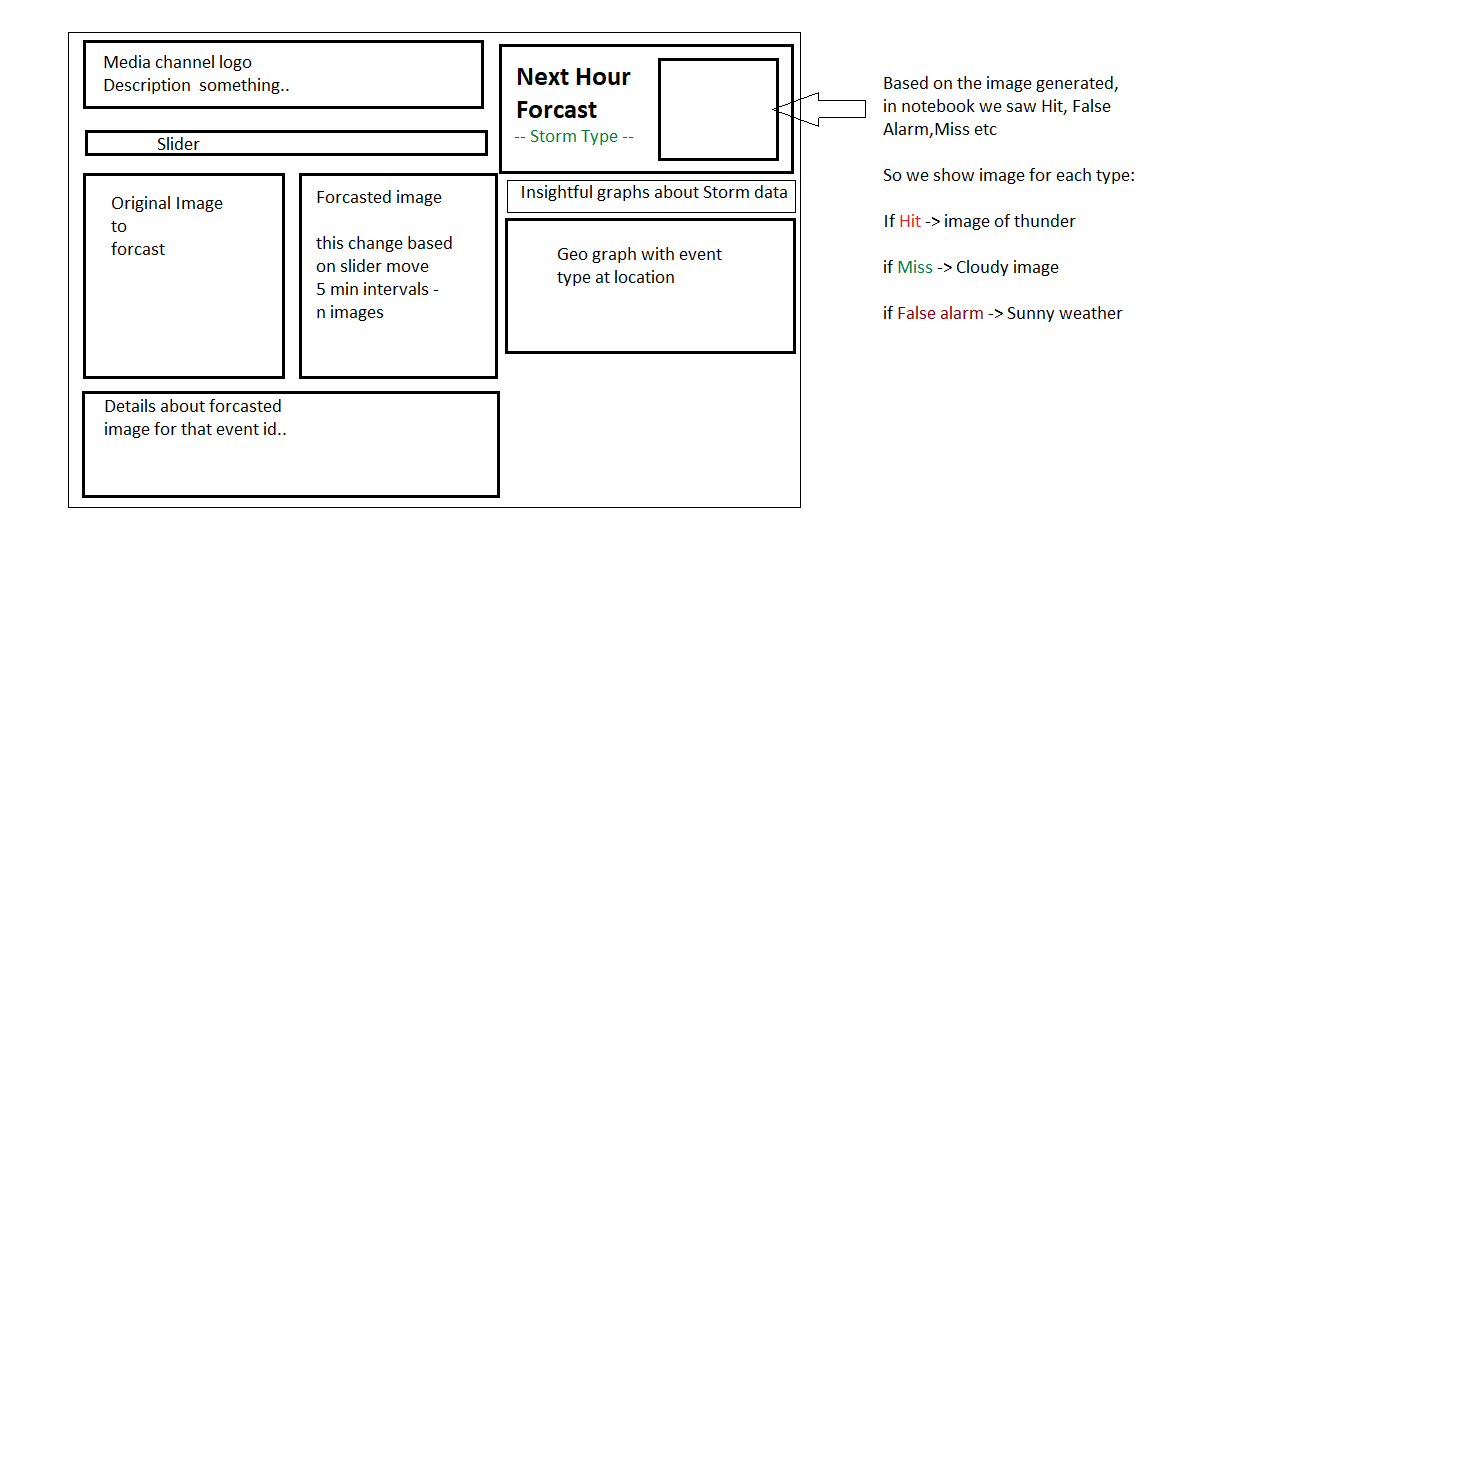 Media channel logo
Description  something..
Slider
Original Image
to
forcast
Forcasted image
this change based
on slider move
5 min intervals -
n images
Details about forcasted
image for that event id..
Next Hour
Forcast
-- Storm Type --
Insightful graphs about Storm data
Geo graph with event
type at location
Based on the image generated,
in notebook we saw Hit, False
Alarm,Miss etc
So we show image for each type:
If Hit -> image of thunder
if Miss -> Cloudy image
if False alarm -> Sunny weather